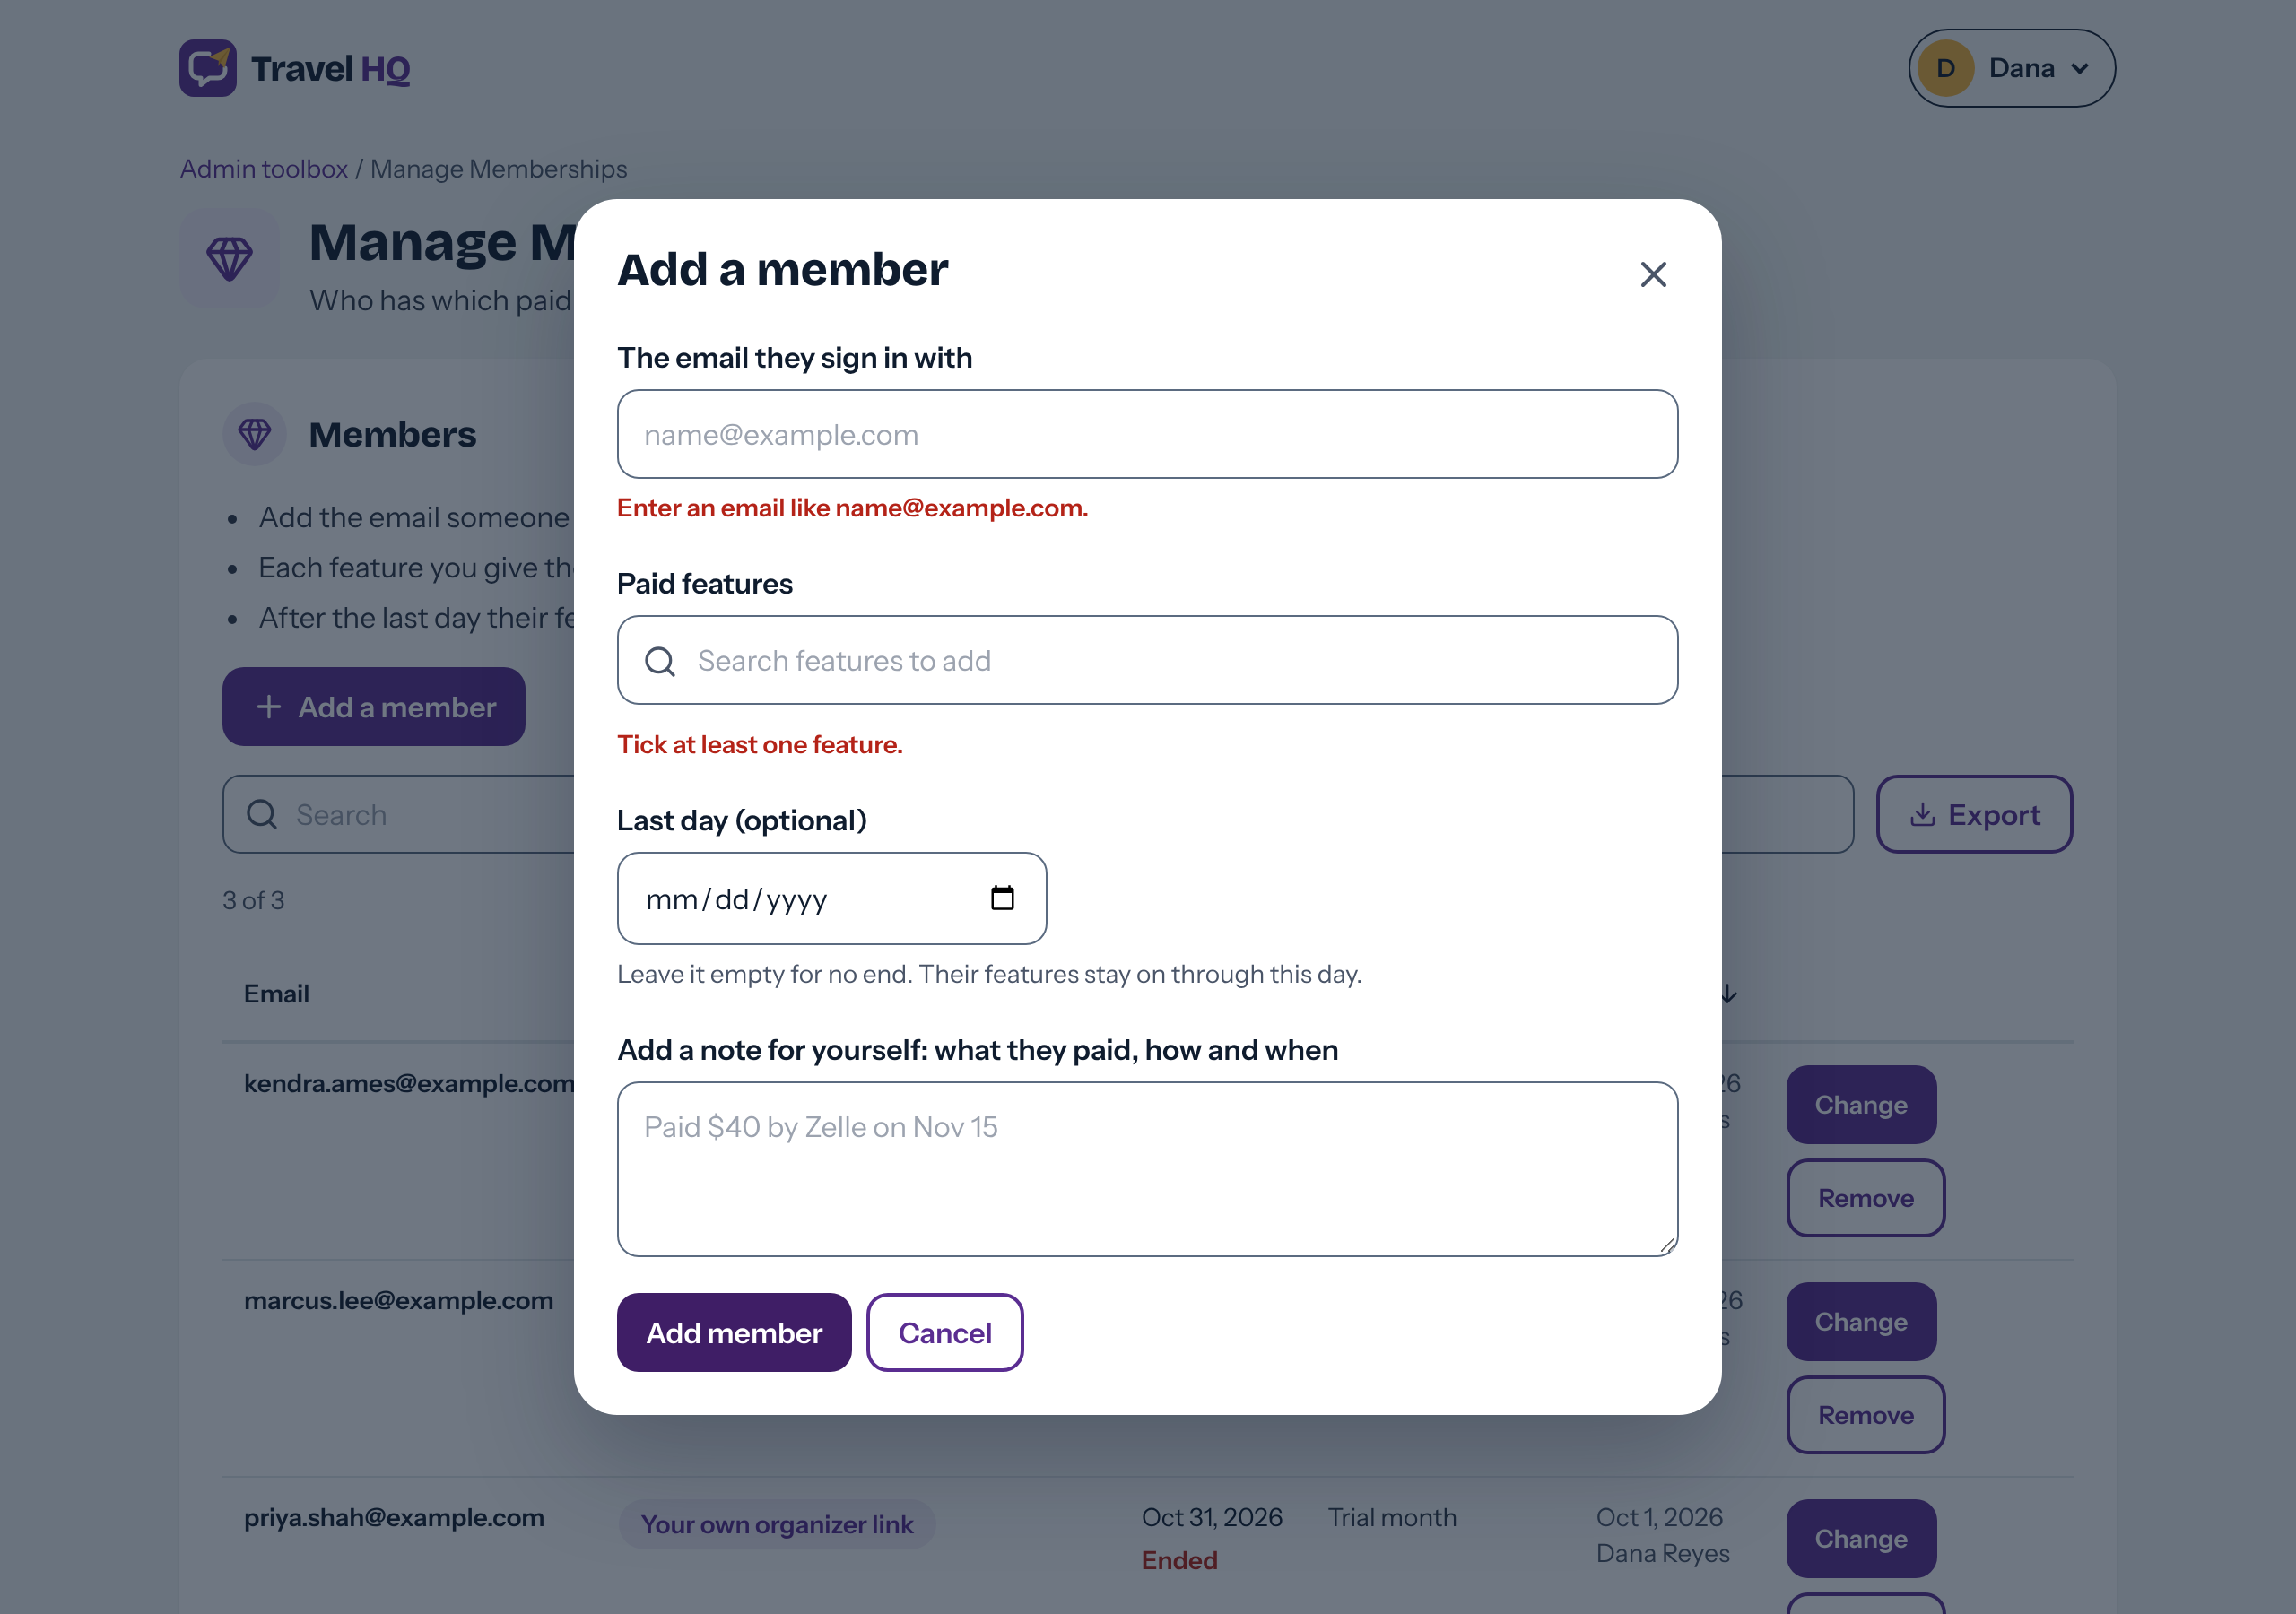 Travel HQ
D Dana
Admin toolbox / Manage Memberships
Manage M
Who has which paid
Add a member
The email they sign in with
name@example.com
Enter an email like name@example.com.
Paid features
Search features to add
Tick at least one feature.
Last day (optional)
mm/dd/yyyy
Leave it empty for no end. Their features stay on through this day.
Add a note for yourself: what they paid, how and when
Paid $40 by Zelle on Nov 15
Add member
Cancel
Members
Add the email someone
Each feature you give the
After the last day their fe
Add a member
Search
Export
3 of 3
Email
kendra.ames@example.com
26
s
Change
Remove
marcus.lee@example.com
26
s
Change
Remove
priya.shah@example.com
Your own organizer link
Oct 31, 2026
Ended
Trial month
Oct 1, 2026
Dana Reyes
Change